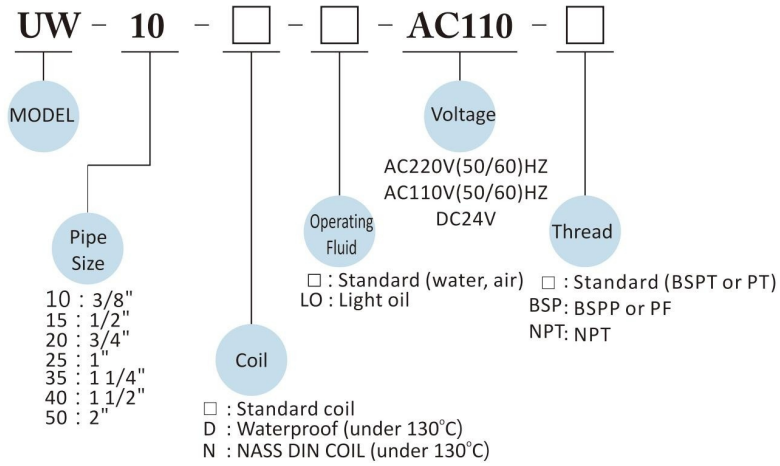 UW - 10 - □ - □ - AC110 - □
MODEL
Voltage
AC220V(50/60)HZ
AC110V(50/60)HZ
DC24V
Pipe
Size
10 : 3/8"
15 : 1/2"
20 : 3/4"
25 : 1"
35 : 1 1/4"
40 : 1 1/2"
50 : 2"
Operating
Fluid
□ : Standard (water, air)
LO : Light oil
Thread
□ : Standard (BSPT or PT)
BSP: BSPP or PF
NPT: NPT
Coil
□ : Standard coil
D : Waterproof (under 130°C)
N : NASS DIN COIL (under 130°C)